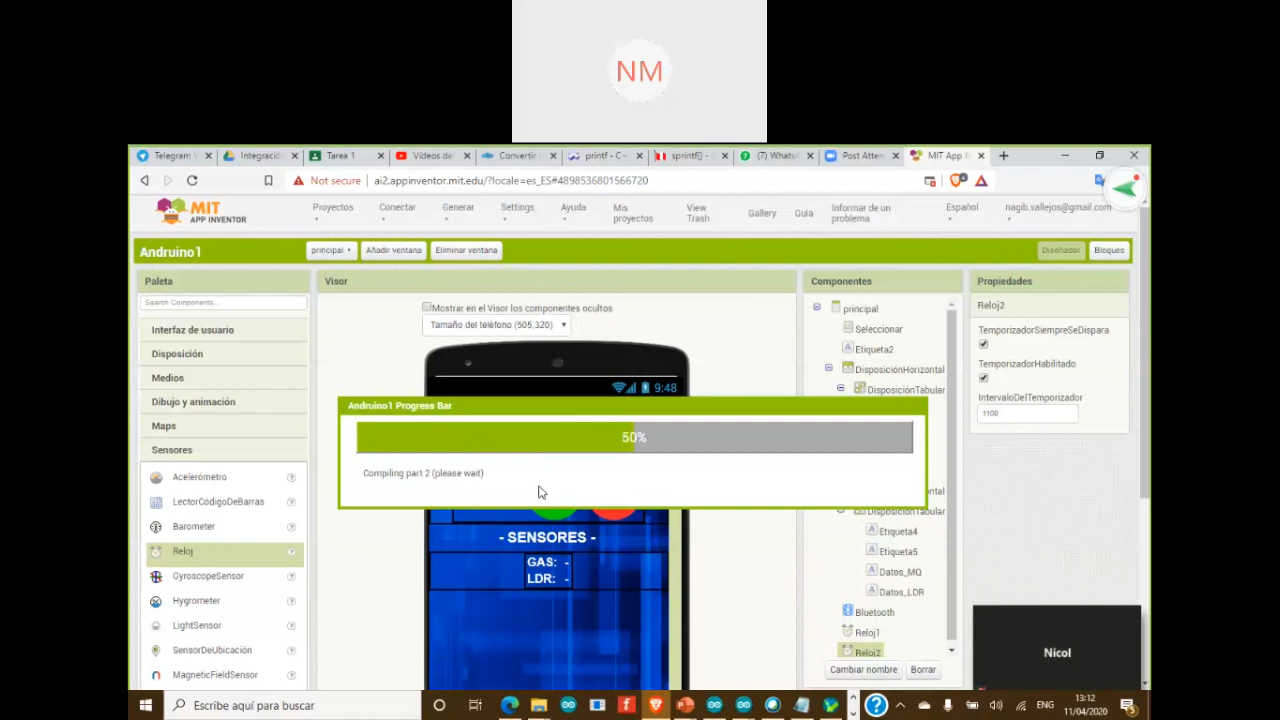 NM
Telegram
Integracio
Tarea 1
Vídeos de
Convertir
printf - C -
sprintf() -
(7) Whats
Post Atten
MIT App I
Not secure
ai2.appinventor.mit.edu/?locale=es_ES#4898536801566720
MIT
APP INVENTOR
Proyectos
Conectar
Generar
Settings
Ayuda
Mis
proyectos
View
Trash
Gallery
Guía
Informar de un
problema
Español
nagib.vallejos@gmail.com
Andruino1
principal
Añadir ventana
Eliminar ventana
Diseñador
Bloques
Paleta
Visor
Componentes
Propiedades
Search Components...
Interfaz de usuario
Disposición
Medios
Dibujo y animación
Maps
Sensores
Acelerómetro
LectorCódigoDeBarras
Barometer
Reloj
GyroscopeSensor
Hygrometer
LightSensor
SensorDeUbicación
MagneticFieldSensor
Mostrar en el Visor los componentes ocultos
Tamaño del teléfono (505,320)
9:48
Andruino1 Progress Bar
50%
Compiling part 2 (please wait)
- SENSORES -
GAS: -
LDR: -
principal
Seleccionar
Etiqueta2
DisposiciónHorizontal
DisposiciónTabular
ntal
DisposiciónTabular
Etiqueta4
Etiqueta5
Datos_MQ
Datos_LDR
Bluetooth
Reloj1
Reloj2
Cambiar nombre
Borrar
Reloj2
TemporizadorSiempreSeDispara
TemporizadorHabilitado
IntervaloDelTemporizador
1100
Nicol
Escribe aquí para buscar
ENG
13:12
11/04/2020
5